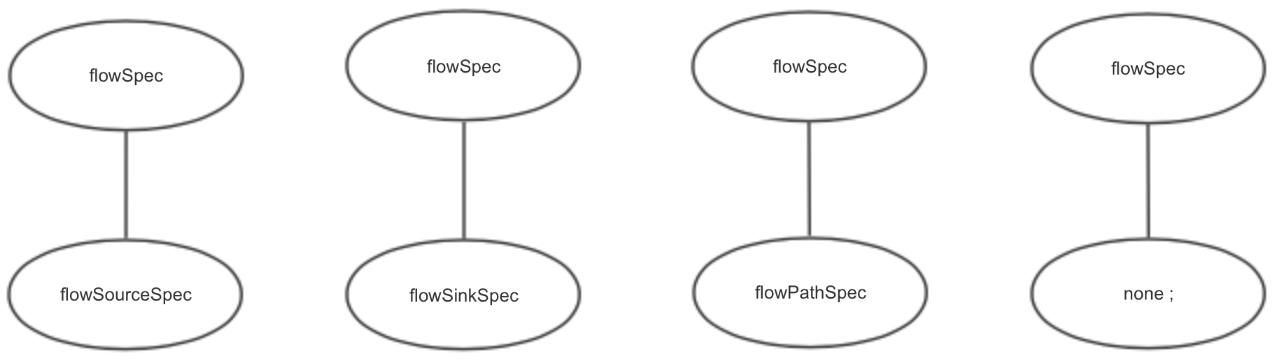 flowSpec
flowSpec
flowSpec
flowSpec
flowSourceSpec
flowSinkSpec
flowPathSpec
none ;